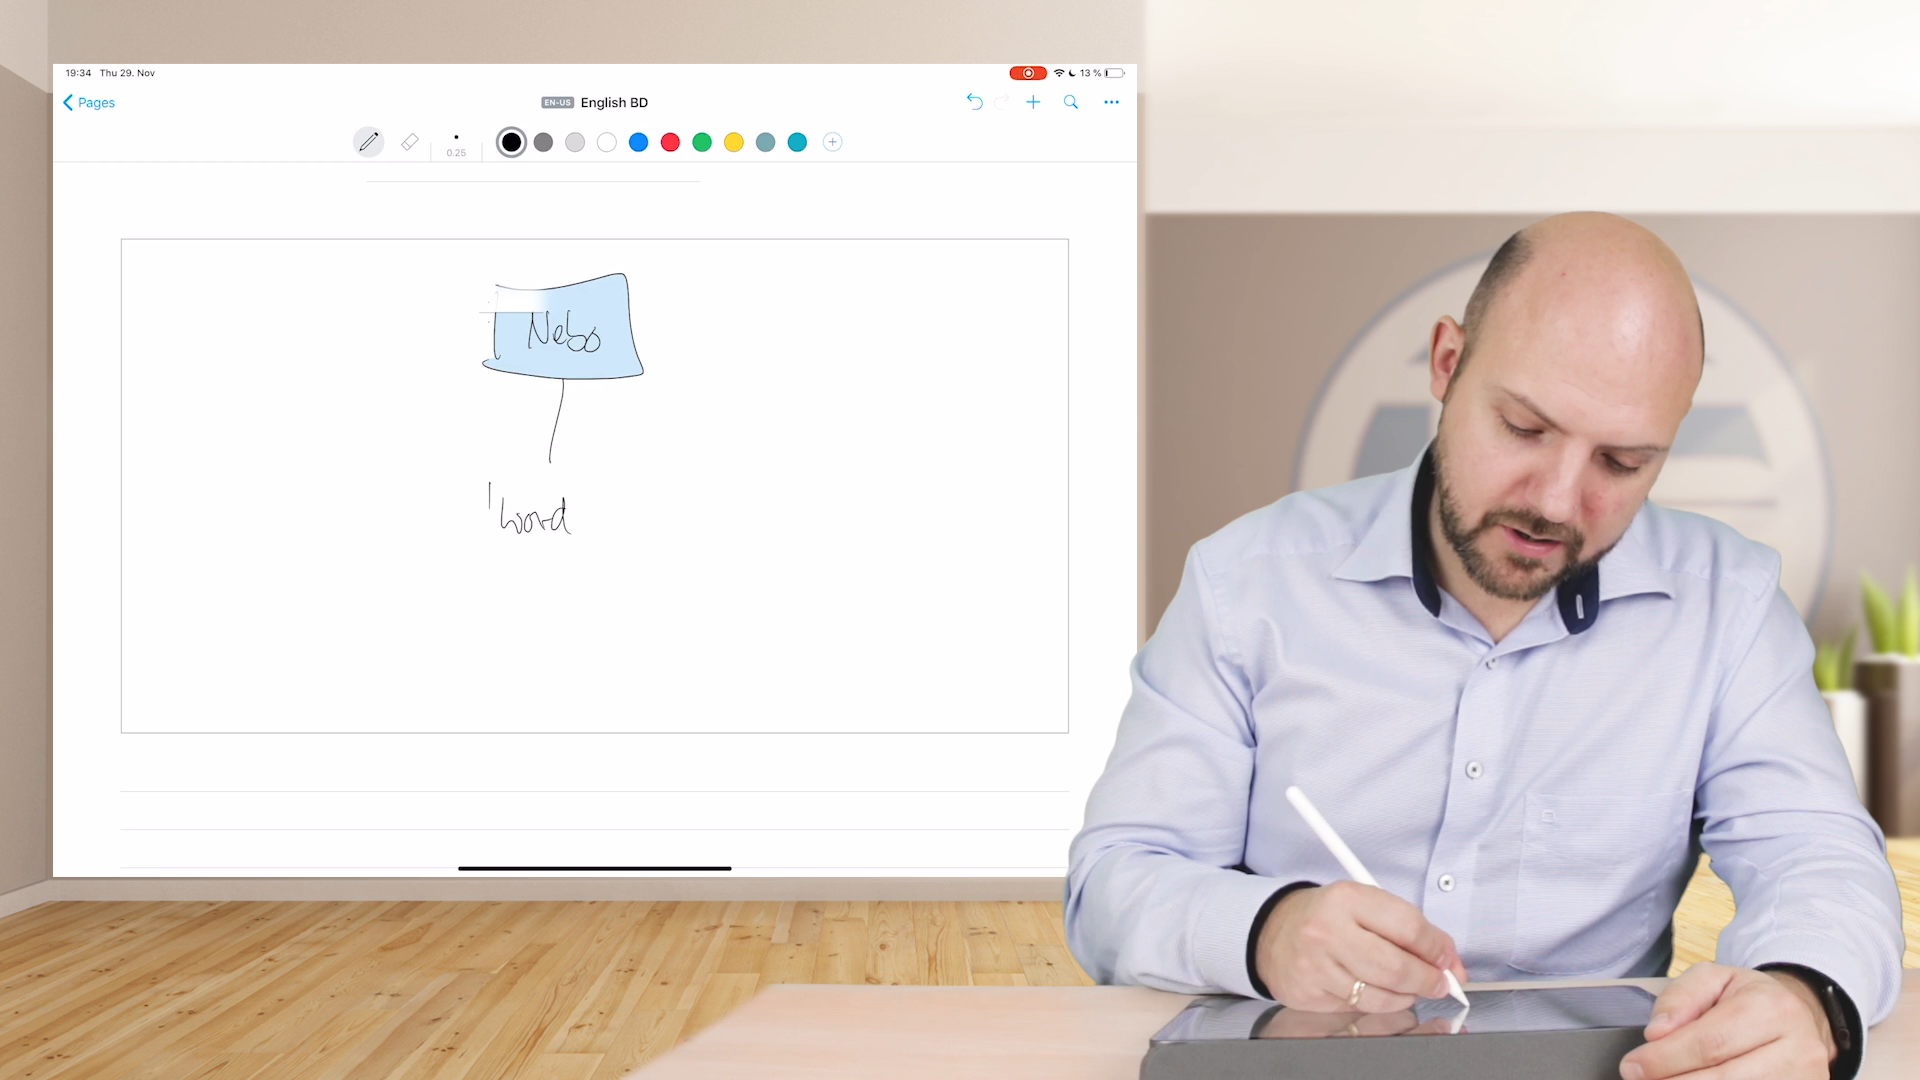 19:34 Thu 29. Nov
13 %
Pages
EN-US English BD
0.25
Nebo
word